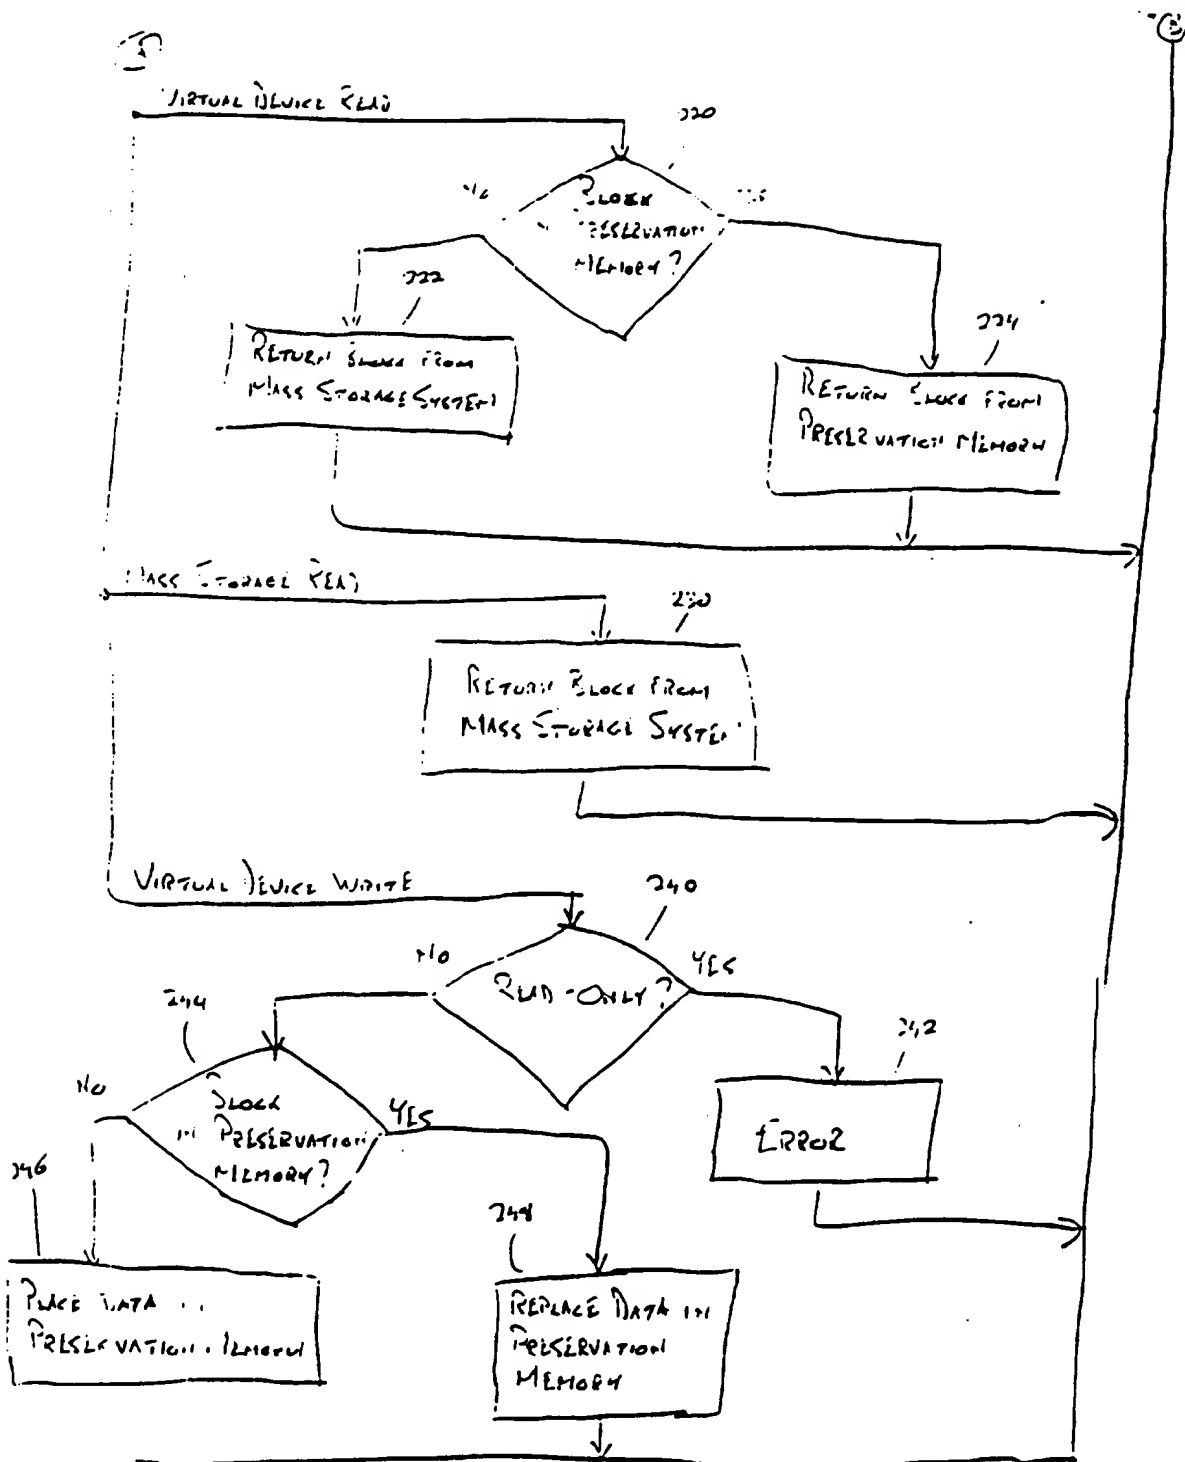 VIRTUAL DEVICE READ
220
NO
YES
BLOCK
PRESERVATION
MEMORY?
222
224
RETURN BLOCK FROM
MASS STORAGE SYSTEM
RETURN BLOCK FROM
PRESERVATION MEMORY
MASS STORAGE READ
230
RETURN BLOCK FROM
MASS STORAGE SYSTEM
VIRTUAL DEVICE WRITE
240
NO
YES
READ-ONLY?
244
242
NO
BLOCK
IN PRESERVATION
MEMORY?
YES
ERROR
246
248
PLACE DATA
PRESERVATION MEMORY
REPLACE DATA IN
PRESERVATION
MEMORY